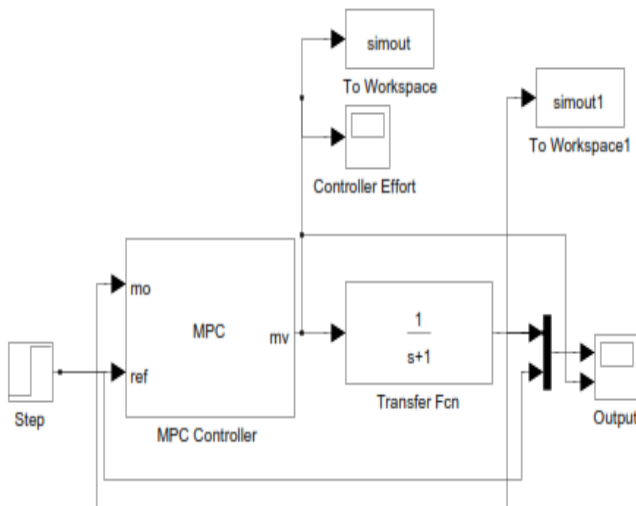 simout
To Workspace
simout1
To Workspace1
Controller Effort
mo
MPC
mv
ref
MPC Controller
1
s+1
Transfer Fcn
Step
Output